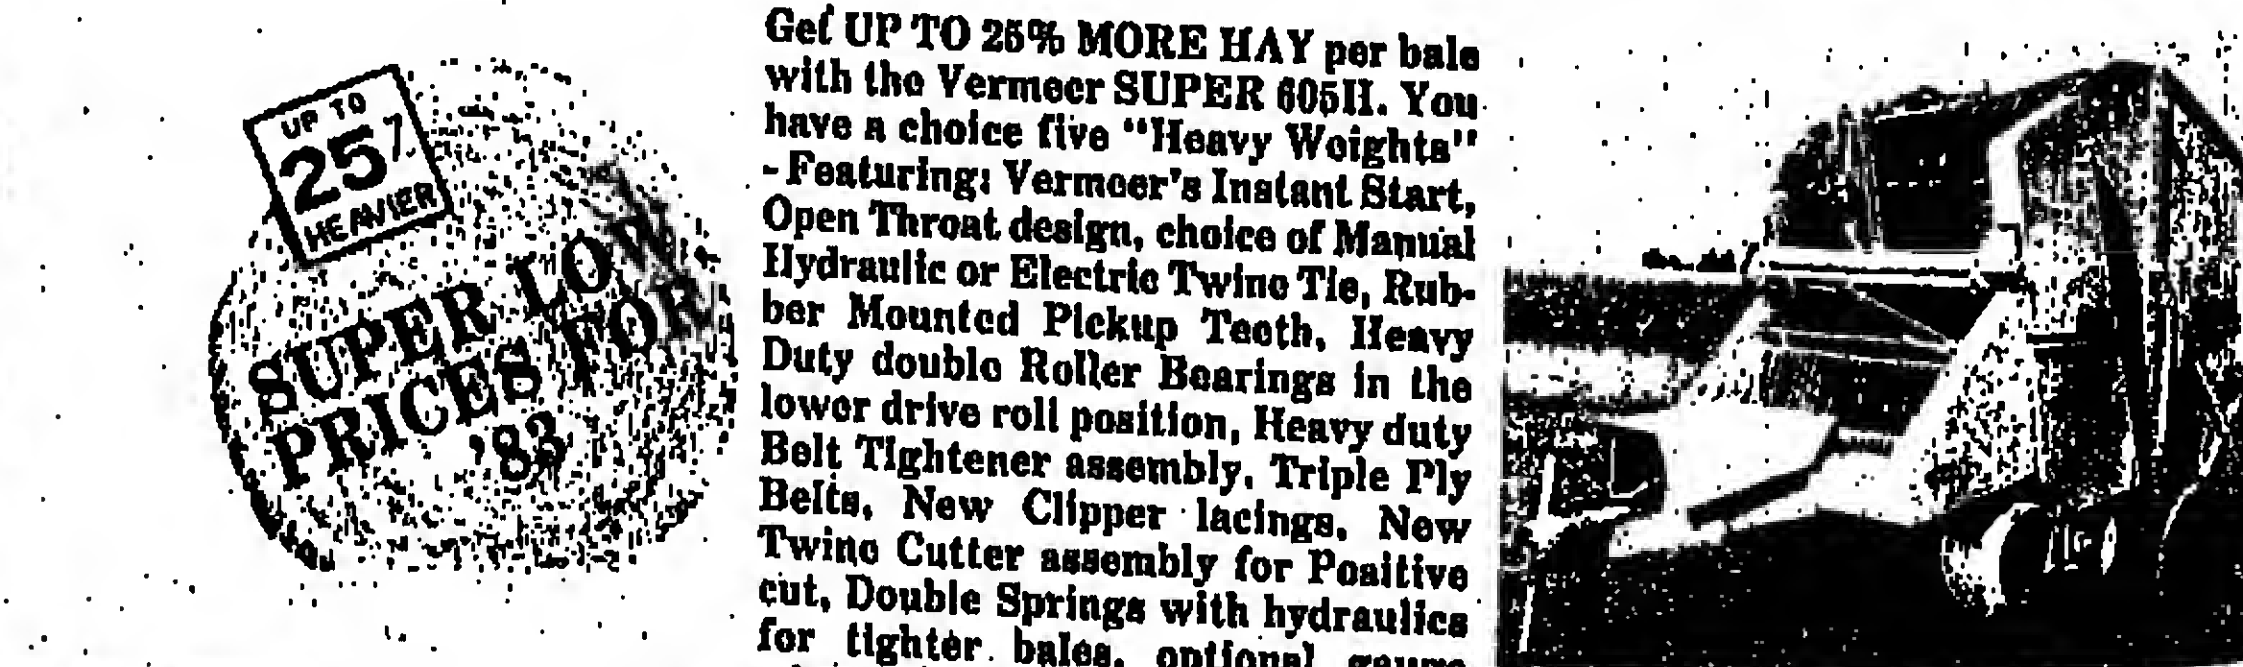 UP TO
25%
HEAVIER
SUPER LOW
PRICES FOR
'83
Get UP TO 25% MORE HAY per bale
with the Vermeer SUPER 605H. You
have a choice five "Heavy Weights"
- Featuring: Vermeer's Instant Start,
Open Throat design, choice of Manual
Hydraulic or Electric Twine Tie, Rub-
ber Mounted Pickup Teeth, Heavy
Duty double Roller Bearings in the
lower drive roll position, Heavy duty
Belt Tightener assembly, Triple Ply
Belts, New Clipper lacings, New
Twine Cutter assembly for Positive
cut, Double Springs with hydraulics
for tighter bales, optional gauge